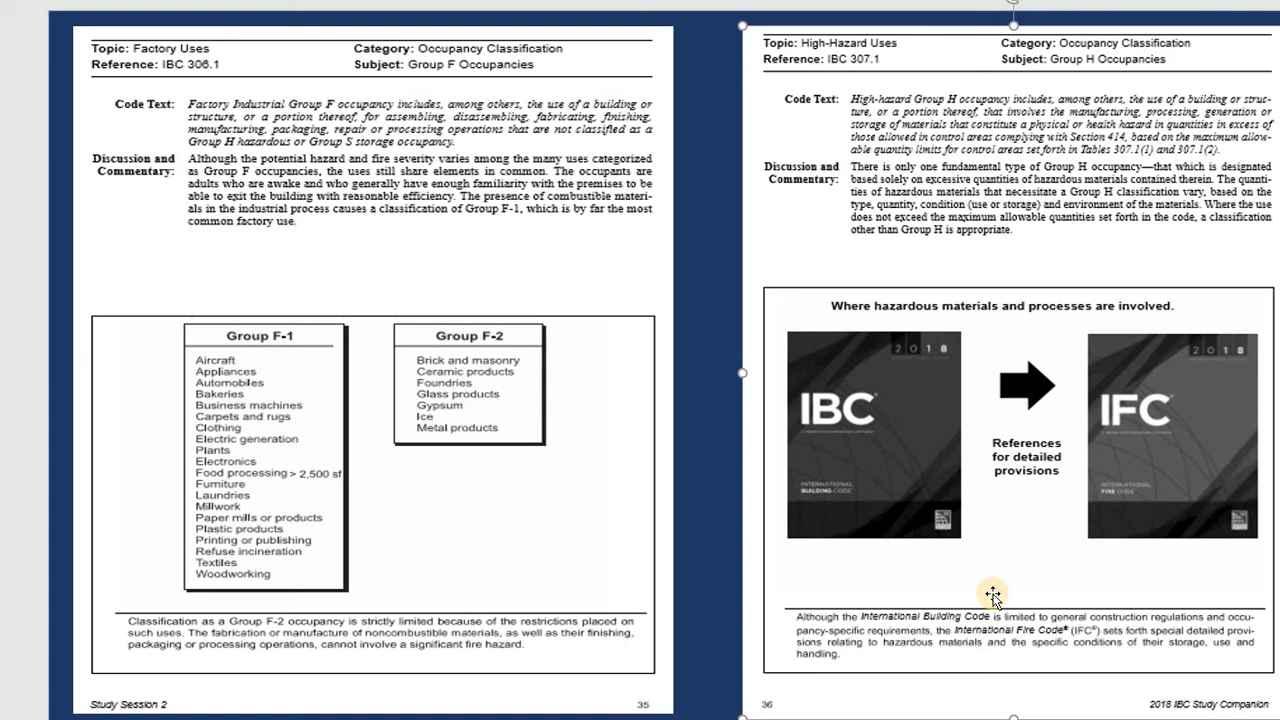 Topic: Factory Uses Category: Occupancy Classification
Reference: IBC 306.1 Subject: Group F Occupancies
Code Text: Factory Industrial Group F occupancy includes, among others, the use of a building or
structure, or a portion thereof, for assembling, disassembling, fabricating, finishing,
manufacturing, packaging, repair or processing operations that are not classified as a
Group H hazardous or Group S storage occupancy.
Discussion and Although the potential hazard and fire severity varies among the many uses categorized
Commentary: as Group F occupancies, the uses still share elements in common. The occupants are
adults who are awake and who generally have enough familiarity with the premises to be
able to exit the building with reasonable efficiency. The presence of combustible materi-
als in the industrial process causes a classification of Group F-1, which is by far the most
common factory use.
Group F-1
Aircraft
Appliances
Automobiles
Bakeries
Business machines
Carpets and rugs
Clothing
Electric generation
Plants
Electronics
Food processing > 2,500 sf
Furniture
Laundries
Millwork
Paper mills or products
Plastic products
Printing or publishing
Refuse incineration
Textiles
Woodworking
Group F-2
Brick and masonry
Ceramic products
Foundries
Glass products
Gypsum
Ice
Metal products
Classification as a Group F-2 occupancy is strictly limited because of the restrictions placed on
such uses. The fabrication or manufacture of noncombustible materials, as well as their finishing,
packaging or processing operations, cannot involve a significant fire hazard.
Study Session 2 35
Topic: High-Hazard Uses Category: Occupancy Classification
Reference: IBC 307.1 Subject: Group H Occupancies
Code Text: High-hazard Group H occupancy includes, among others, the use of a building or struc-
ture, or a portion thereof, that involves the manufacturing, processing, generation or
storage of materials that constitute a physical or health hazard in quantities in excess of
those allowed in control areas complying with Section 414, based on the maximum allow-
able quantity limits for control areas set forth in Tables 307.1(1) and 307.1(2).
Discussion and There is only one fundamental type of Group H occupancy—that which is designated
Commentary: based solely on excessive quantities of hazardous materials contained therein. The quanti-
ties of hazardous materials that necessitate a Group H classification vary, based on the
type, quantity, condition (use or storage) and environment of the materials. Where the use
does not exceed the maximum allowable quantities set forth in the code, a classification
other than Group H is appropriate.
Where hazardous materials and processes are involved.
2018
IBC
INTERNATIONAL
BUILDING CODE
References
for detailed
provisions
2018
IFC
INTERNATIONAL
FIRE CODE
Although the International Building Code is limited to general construction regulations and occu-
pancy-specific requirements, the International Fire Code® (IFC®) sets forth special detailed provi-
sions relating to hazardous materials and the specific conditions of their storage, use and
handling.
36 2018 IBC Study Companion